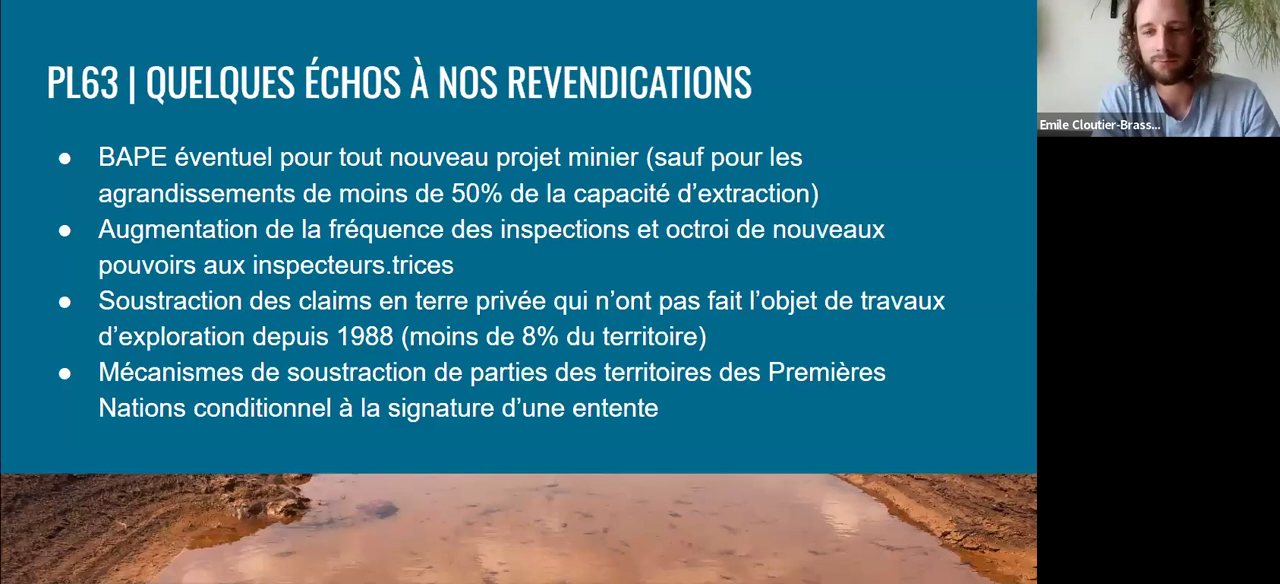 PL63 | QUELQUES ÉCHOS À NOS REVENDICATIONS
● BAPE éventuel pour tout nouveau projet minier (sauf pour les
agrandissements de moins de 50% de la capacité d’extraction)
● Augmentation de la fréquence des inspections et octroi de nouveaux
pouvoirs aux inspecteurs.trices
● Soustraction des claims en terre privée qui n’ont pas fait l’objet de travaux
d’exploration depuis 1988 (moins de 8% du territoire)
● Mécanismes de soustraction de parties des territoires des Premières
Nations conditionnel à la signature d’une entente
Emile Cloutier-Brass...